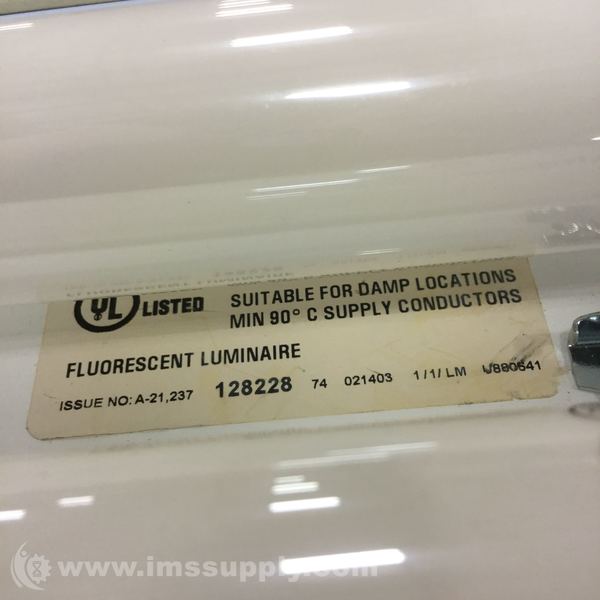 UL LISTED
SUITABLE FOR DAMP LOCATIONS
MIN 90° C SUPPLY CONDUCTORS
FLUORESCENT LUMINAIRE
ISSUE NO: A-21,237 128228 74 021403 1/1/ LM
www.imssupply.com